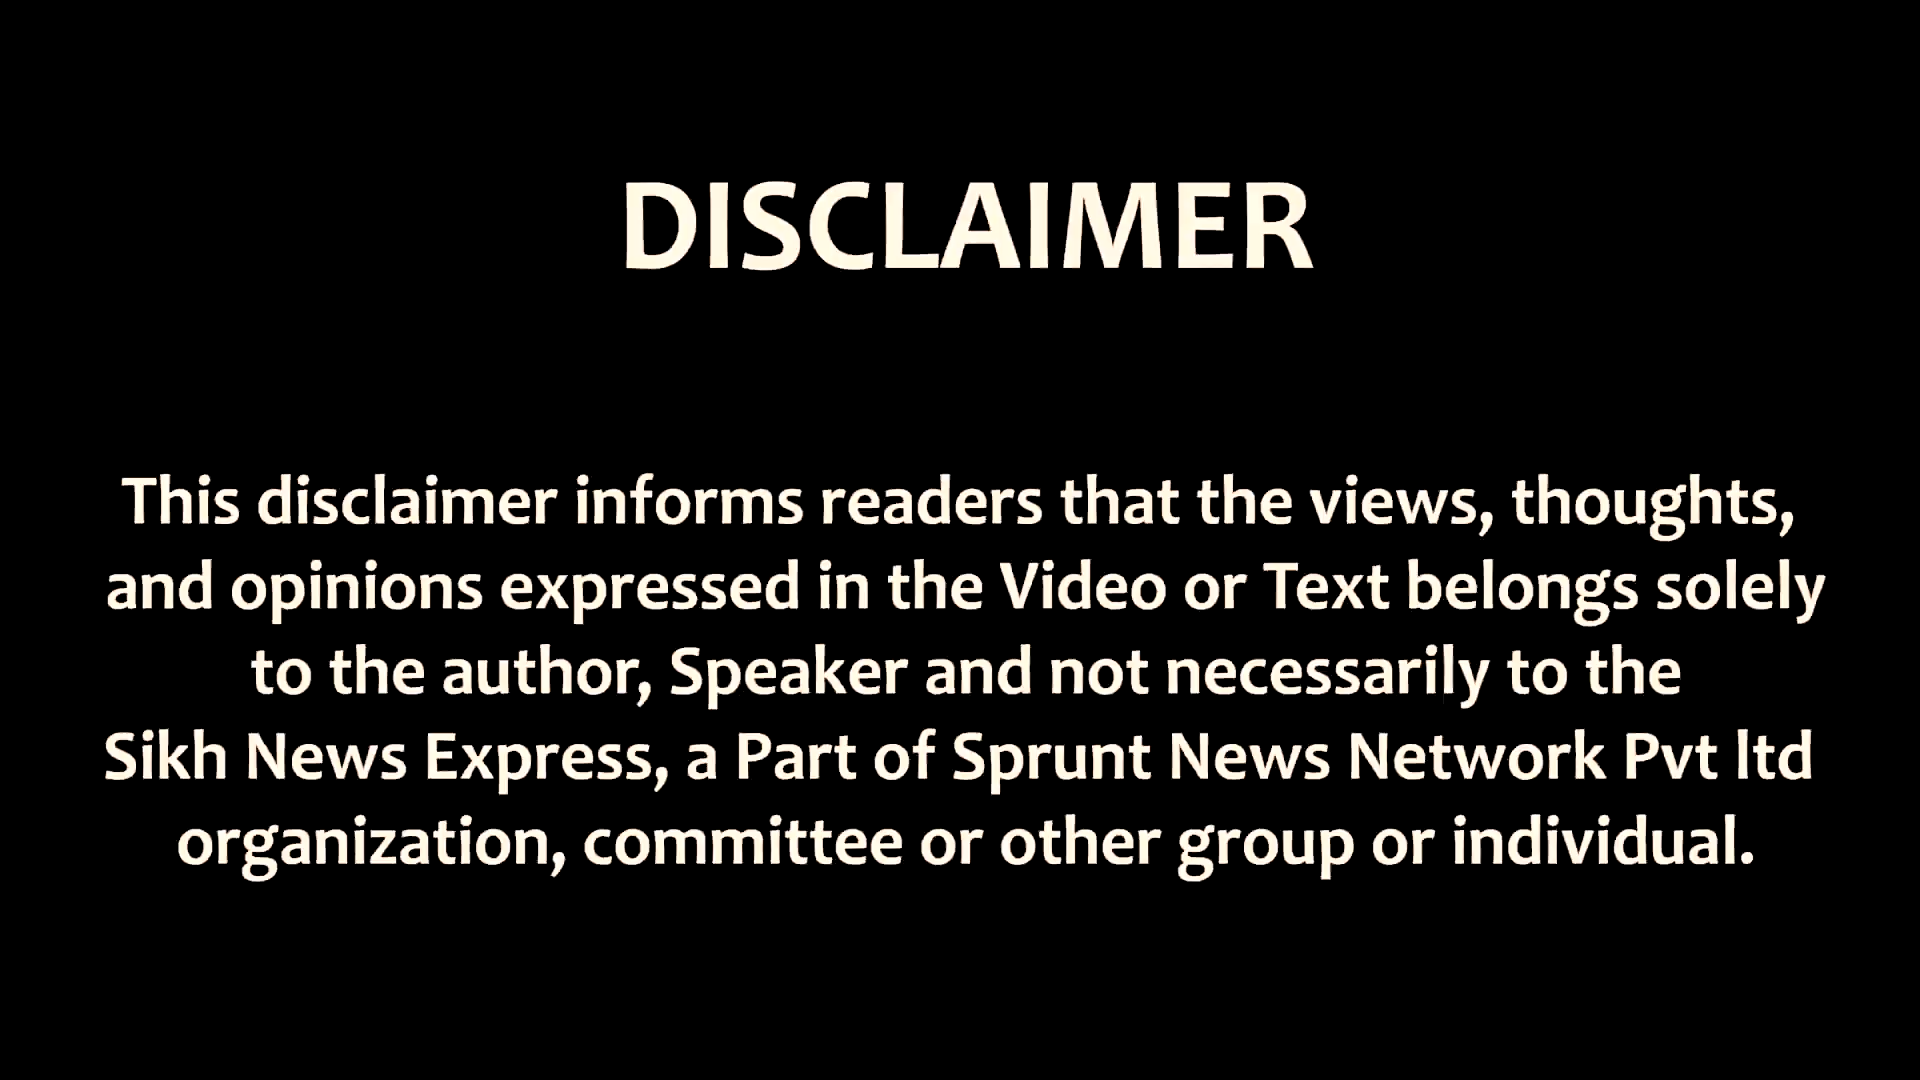 DISCLAIMER
This disclaimer informs readers that the views, thoughts,
and opinions expressed in the Video or Text belongs solely
to the author, Speaker and not necessarily to the
Sikh News Express, a Part of Sprunt News Network Pvt ltd
organization, committee or other group or individual.